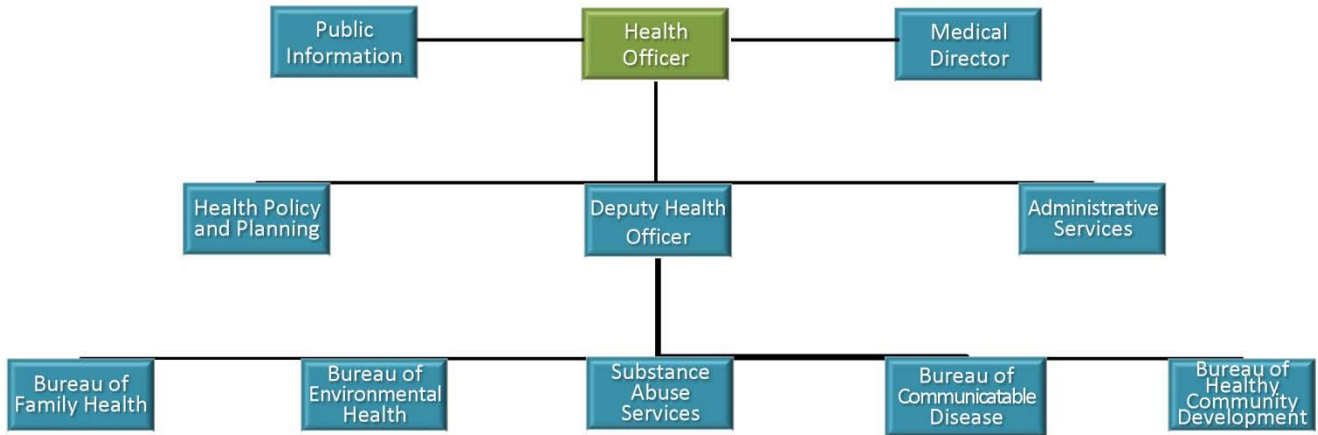 Public
Information
Health
Officer
Medical
Director
Health Policy
and Planning
Deputy Health
Officer
Administrative
Services
Bureau of
Family Health
Bureau of
Environmental
Health
Substance
Abuse
Services
Bureau of
Communicatable
Disease
Bureau of
Healthy
Community
Development